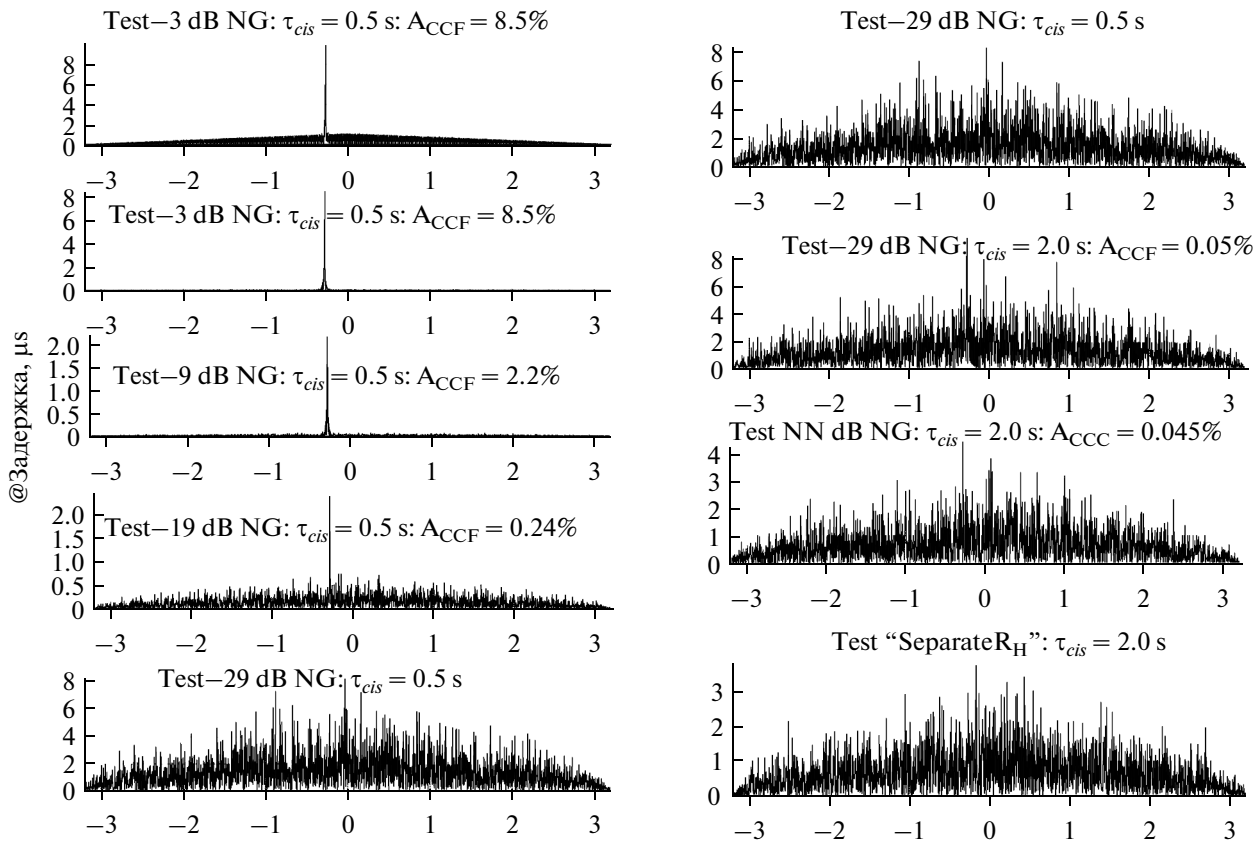 Test−3 dB NG: τcis = 0.5 s: ACCF = 8.5%
8
6
4
2
0
−3 −2 −1 0 1 2 3
Test−3 dB NG: τcis = 0.5 s: ACCF = 8.5%
8
6
4
2
0
−3 −2 −1 0 1 2 3
Test−9 dB NG: τcis = 0.5 s: ACCF = 2.2%
2.0
1.5
1.0
0.5
0
−3 −2 −1 0 1 2 3
Test−19 dB NG: τcis = 0.5 s: ACCF = 0.24%
2.0
1.5
1.0
0.5
0
−3 −2 −1 0 1 2 3
Test−29 dB NG: τcis = 0.5 s
8
6
4
2
0
−3 −2 −1 0 1 2 3
@Задержка, μs
Test-29 dB NG: τcis = 0.5 s
8
6
4
2
0
−3 −2 −1 0 1 2 3
Test−29 dB NG: τcis = 2.0 s: ACCF = 0.05%
8
6
4
2
0
−3 −2 −1 0 1 2 3
Test NN dB NG: τcis = 2.0 s: ACCC = 0.045%
4
3
2
1
0
−3 −2 −1 0 1 2 3
Test “SeparateRH”: τcis = 2.0 s
3
2
1
0
−3 −2 −1 0 1 2 3